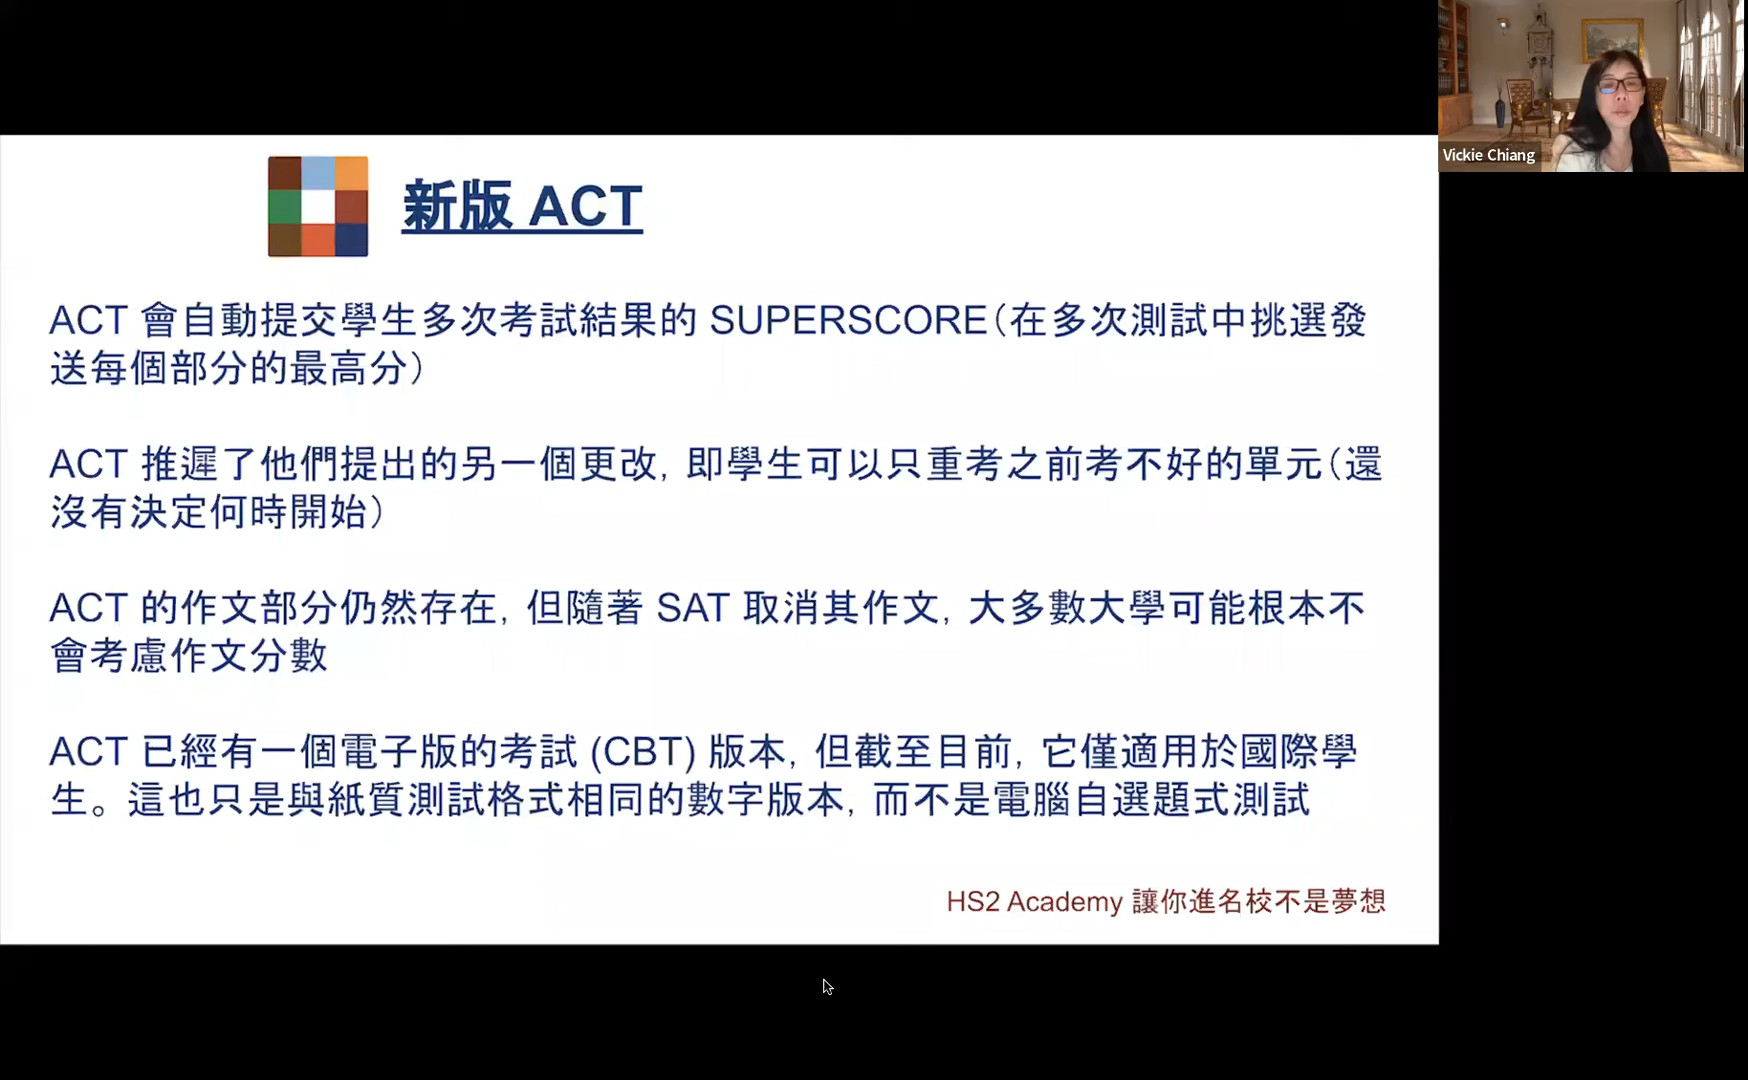 Vickie Chiang
新版 ACT
ACT 會自動提交學生多次考試結果的 SUPERSCORE（在多次測試中挑選發
送每個部分的最高分）
ACT 推遲了他們提出的另一個更改, 即學生可以只重考之前考不好的單元（還
沒有決定何時開始）
ACT 的作文部分仍然存在, 但隨著 SAT 取消其作文, 大多數大學可能根本不
會考慮作文分數
ACT 已經有一個電子版的考試 (CBT) 版本, 但截至目前, 它僅適用於國際學
生。這也只是與紙質測試格式相同的數字版本, 而不是電腦自選題式測試
HS2 Academy 讓你進名校不是夢想